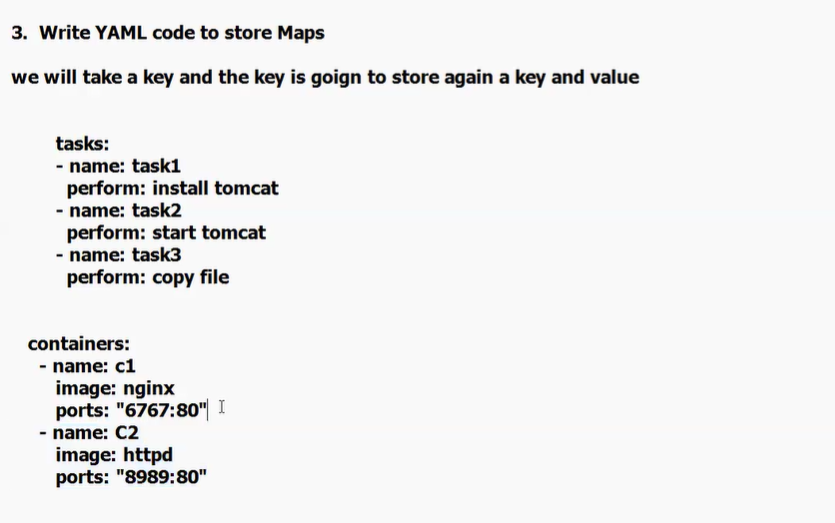 3. Write YAML code to store Maps
we will take a key and the key is goign to store again a key and value
tasks:
- name: task1
perform: install tomcat
- name: task2
perform: start tomcat
- name: task3
perform: copy file
containers:
- name: c1
image: nginx
ports: "6767:80"
- name: C2
image: httpd
ports: "8989:80"